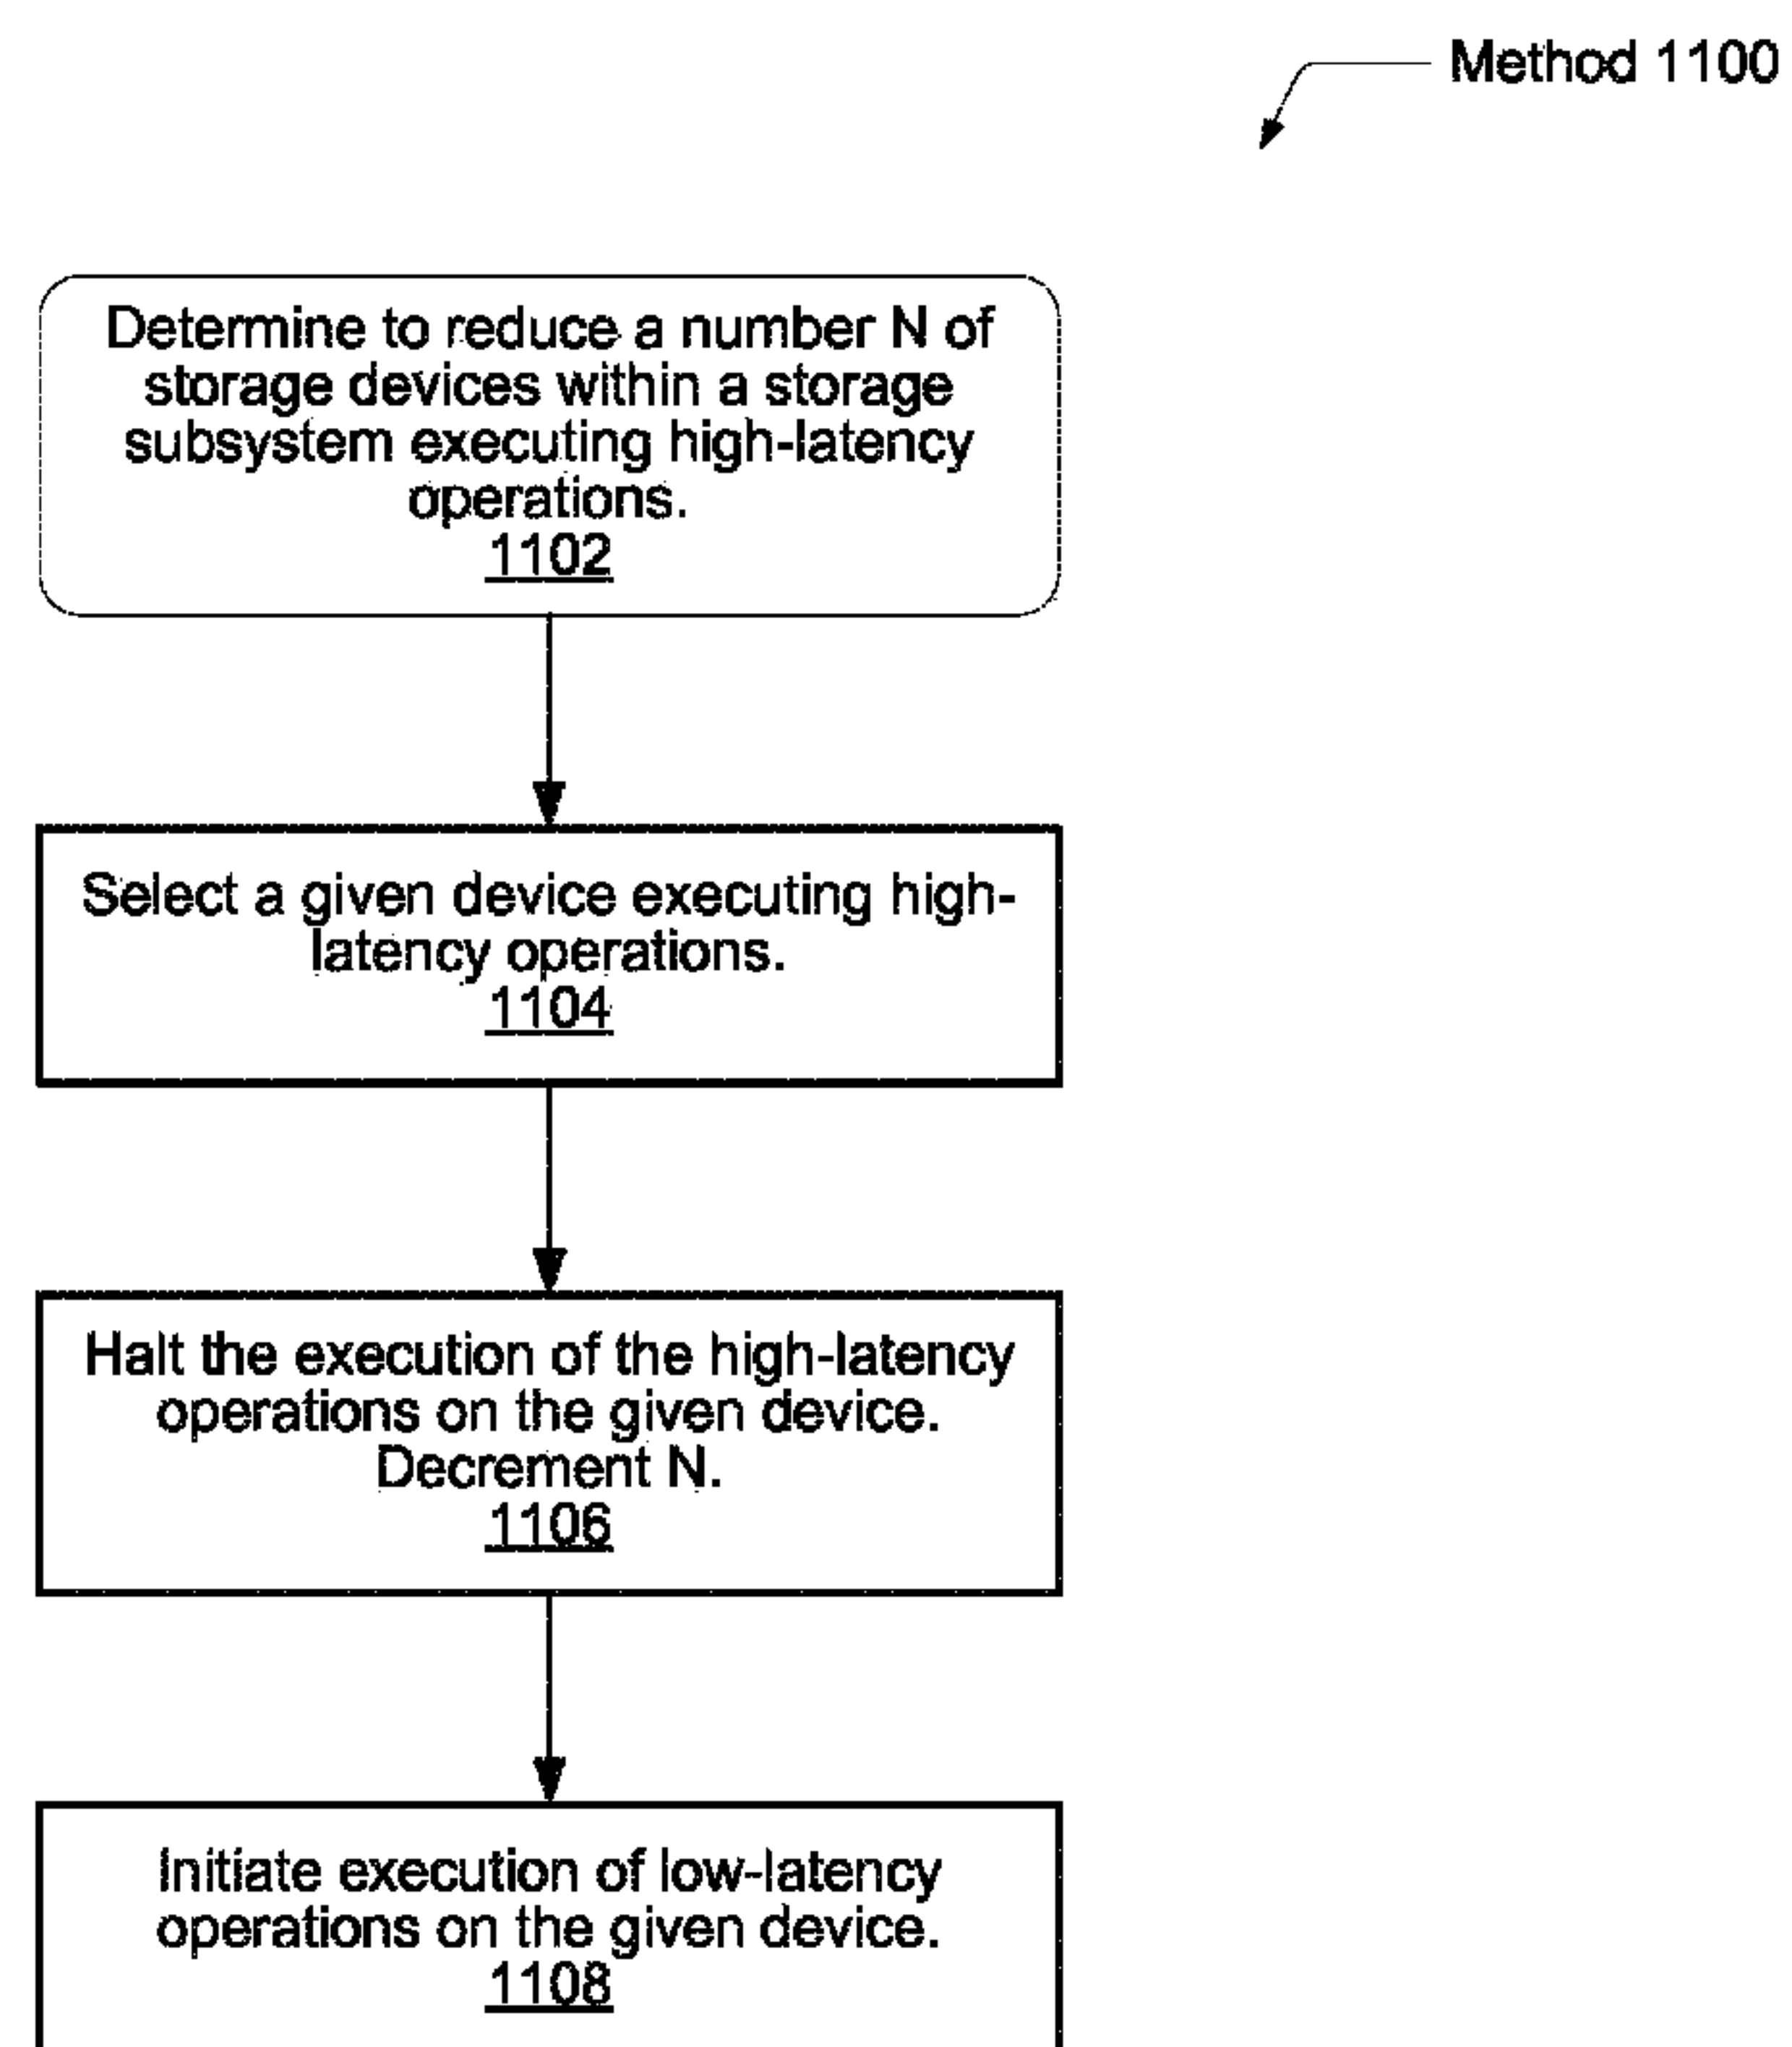 Method 1100
Determine to reduce a number N of
storage devices within a storage
subsystem executing high-latency
operations.
1102
Select a given device executing high-
latency operations.
1104
Halt the execution of the high-latency
operations on the given device.
Decrement N.
1106
Initiate execution of low-latency
operations on the given device.
1108